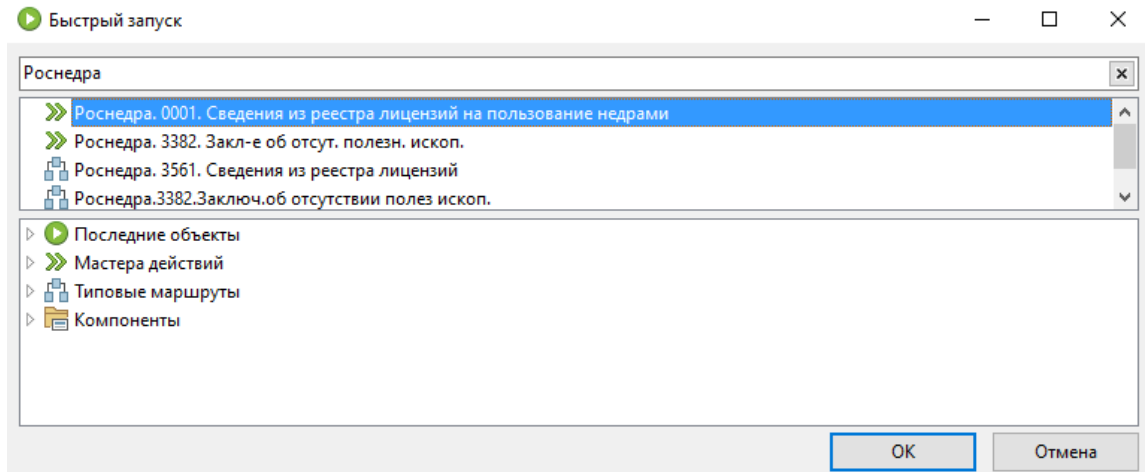 Быстрый запуск
Роснедра
Роснедра. 0001. Сведения из реестра лицензий на пользование недрами
Роснедра. 3382. Закл-е об отсут. полезн. ископ.
Роснедра. 3561. Сведения из реестра лицензий
Роснедра.3382.Заключ.об отсутствии полез ископ.
Последние объекты
Мастера действий
Типовые маршруты
Компоненты
ОК
Отмена